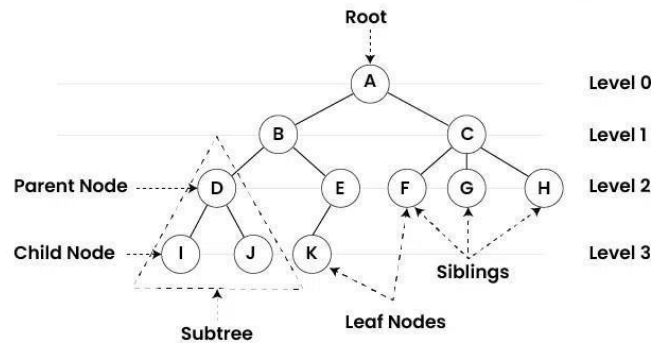 Root
A
Level 0
B
C
Level 1
Parent Node
D
E
F
G
H
Level 2
Child Node
I
J
K
Level 3
Siblings
Leaf Nodes
Subtree